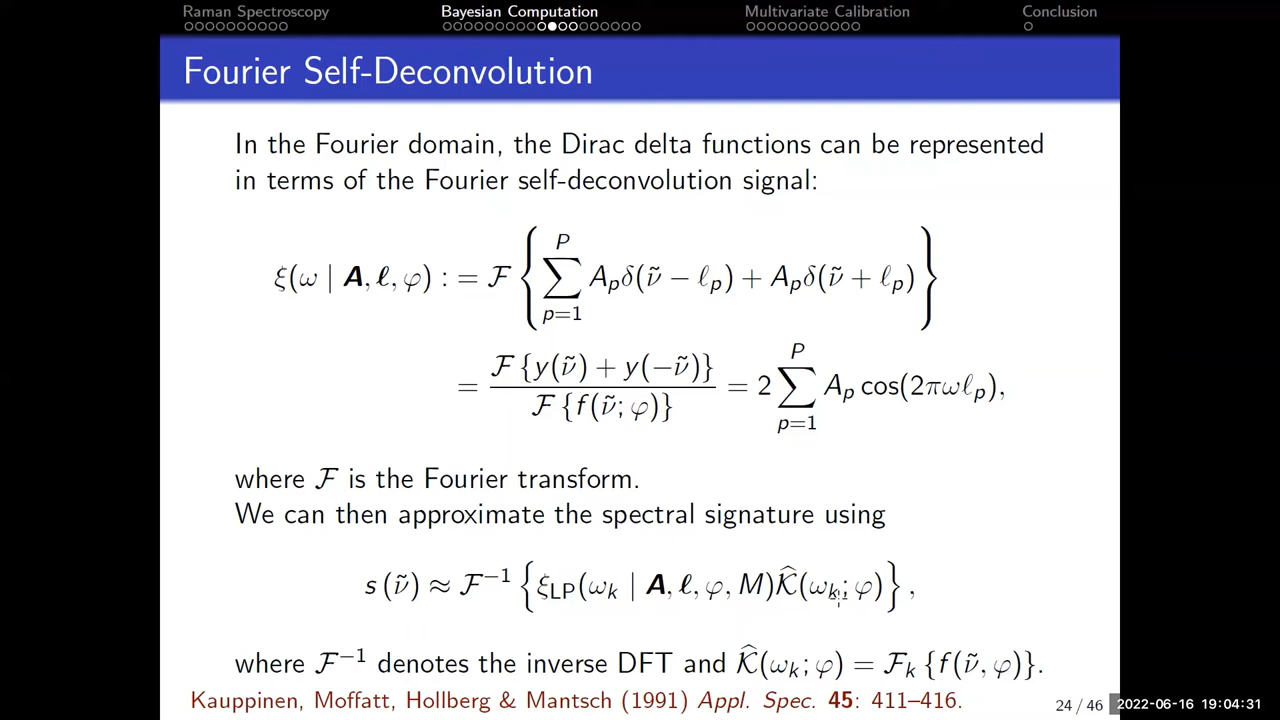 Raman Spectroscopy Bayesian Computation Multivariate Calibration Conclusion
Fourier Self-Deconvolution
In the Fourier domain, the Dirac delta functions can be represented
in terms of the Fourier self-deconvolution signal:
ξ(ω | A, ℓ, φ) := ℱ { ∑_{p=1}^{P} A_p δ(ν̃ − ℓ_p) + A_p δ(ν̃ + ℓ_p) }
= ℱ {y(ν̃) + y(−ν̃)} / ℱ {f(ν̃; φ)} = 2 ∑_{p=1}^{P} A_p cos(2πωℓ_p),
where ℱ is the Fourier transform.
We can then approximate the spectral signature using
s (ν̃) ≈ ℱ⁻¹ { ξ_LP(ω_k | A, ℓ, φ, M) 𝒦̂(ω_k; φ) } ,
where ℱ⁻¹ denotes the inverse DFT and 𝒦̂(ω_k; φ) = ℱ_k {f(ν̃, φ)}.
Kauppinen, Moffatt, Hollberg & Mantsch (1991) Appl. Spec. 45: 411–416.
24 / 46 2022-06-16 19:04:31